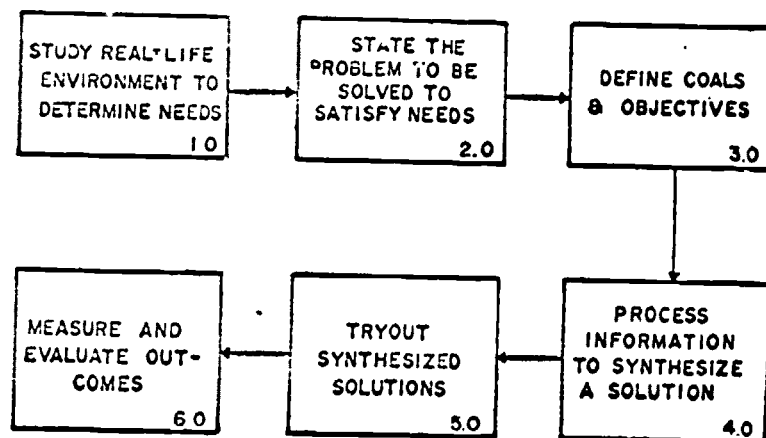 STUDY REAL-LIFE
ENVIRONMENT TO
DETERMINE NEEDS
1 0
STATE THE
PROBLEM TO BE
SOLVED TO
SATISFY NEEDS
2.0
DEFINE COALS
& OBJECTIVES
3.0
PROCESS
INFORMATION
TO SYNTHESIZE
A SOLUTION
4.0
TRYOUT
SYNTHESIZED
SOLUTIONS
5.0
MEASURE AND
EVALUATE OUT-
COMES
6 0